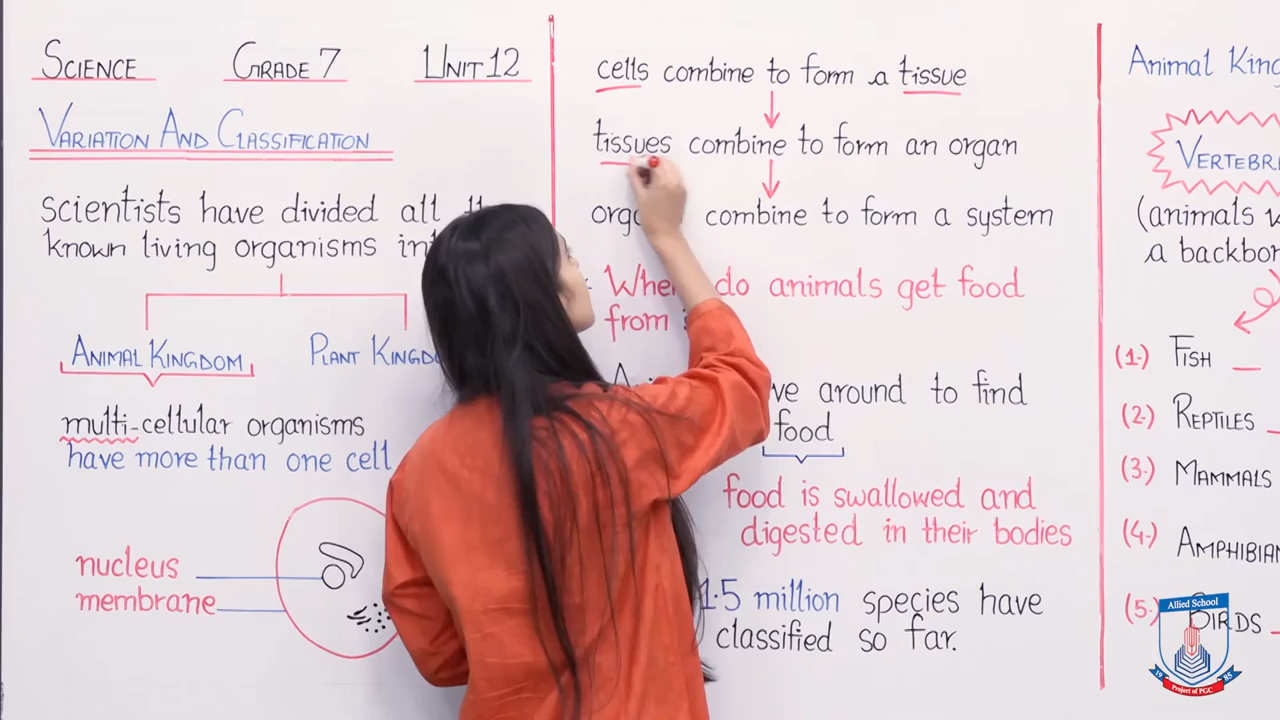 SCIENCE GRADE 7 UNIT 12
VARIATION AND CLASSIFICATION
scientists have divided all
known living organisms
ANIMAL KINGDOM PLANT
multi-cellular organisms
have more than one cell
nucleus
membrane
cells combine to form a tissue
tissues combine to form an organ
combine to form a system
do animals get food
from
around to find
food
food is swallowed and
digested in their bodies
1.5 million species have
classified so far.
Animal
(animals
a
(1.) FISH
(2.) REPTILES
(3.) MAMMALS
(4.)
(5.) BIRDS
Allied School
19 85
Project of PGC